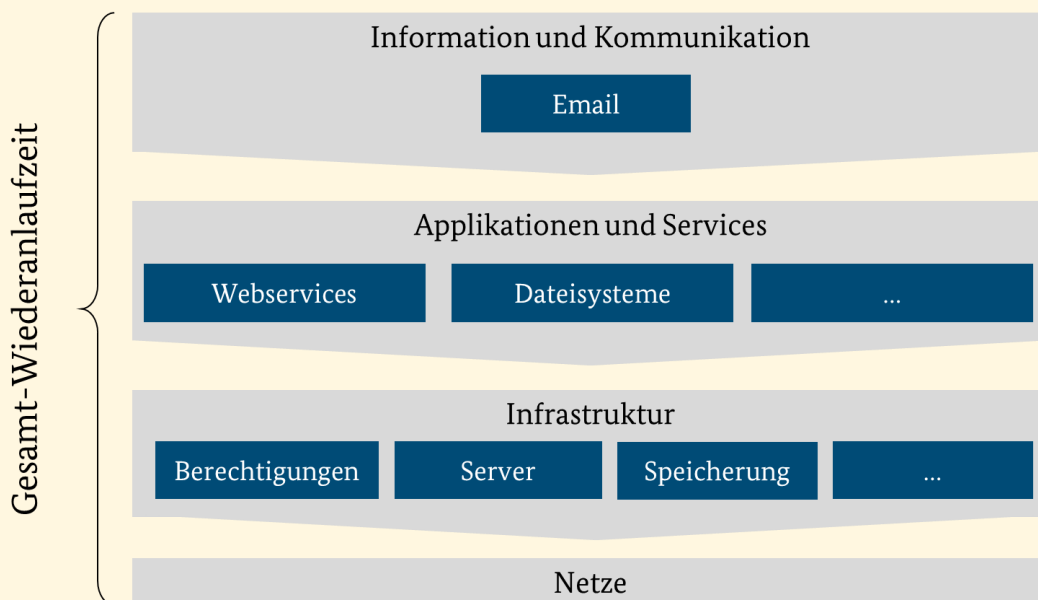 Gesamt-Wiederanlaufzeit
Information und Kommunikation
Email
Applikationen und Services
Webservices
Dateisysteme
...
Infrastruktur
Berechtigungen
Server
Speicherung
...
Netze